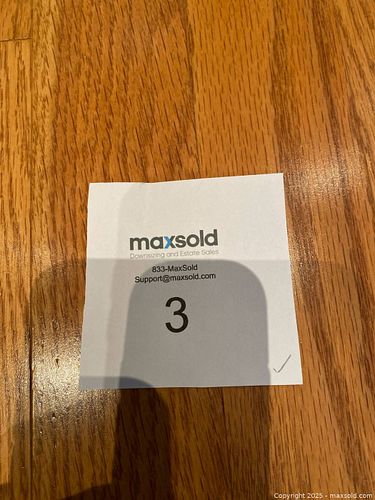 maxsold
Downsizing and Estate Sales
833-MaxSold
Support@maxsold.com
3
Copyright 2025 - maxsold.com